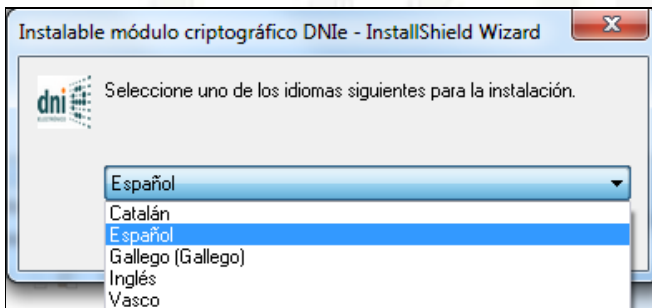 Instalable módulo criptográfico DNIe - InstallShield Wizard
dni
Seleccione uno de los idiomas siguientes para la instalación.
Español
Catalán
Español
Gallego (Gallego)
Inglés
Vasco